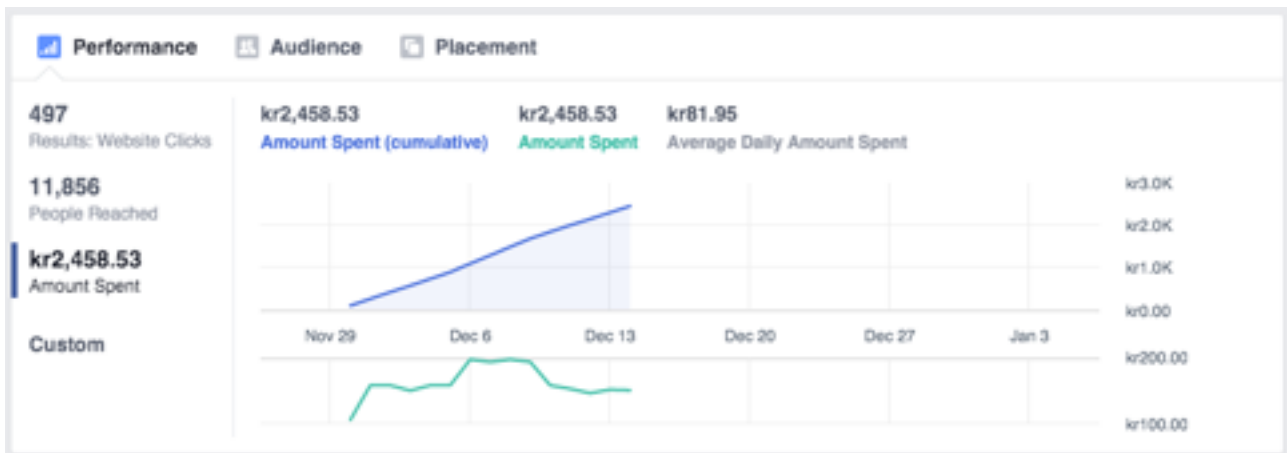 Performance Audience Placement
497
Results: Website Clicks
11,856
People Reached
kr2,458.53
Amount Spent
Custom
kr2,458.53 kr2,458.53 kr81.95
Amount Spent (cumulative) Amount Spent Average Daily Amount Spent
kr3.0K
kr2.0K
kr1.0K
kr0.00
Nov 29 Dec 6 Dec 13 Dec 20 Dec 27 Jan 3
kr200.00
kr100.00